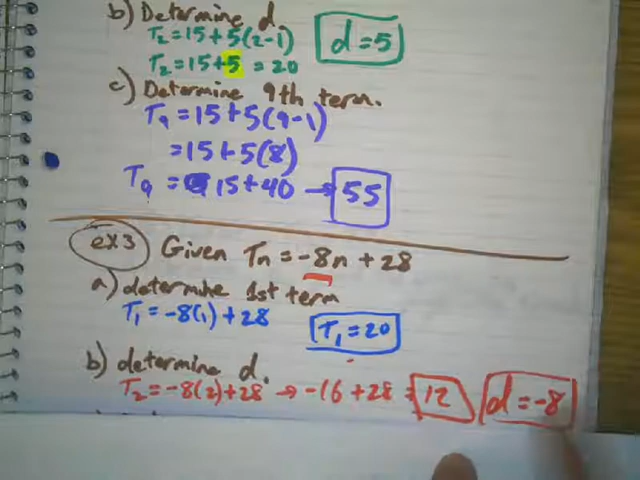 b) Determine d
T₂ = 15 + 5(2-1)
d = 5
T₂ = 15 + 5 = 20
c) Determine 9th term.
T₉ = 15 + 5(9-1)
= 15 + 5(8)
T₉ = 15 + 40 → 55
ex3 Given Tn = -8n + 28
a) determine 1st term
T₁ = -8(1) + 28
T₁ = 20
b) determine d.
T₂ = -8(2) + 28 → -16 + 28 = 12
d = -8